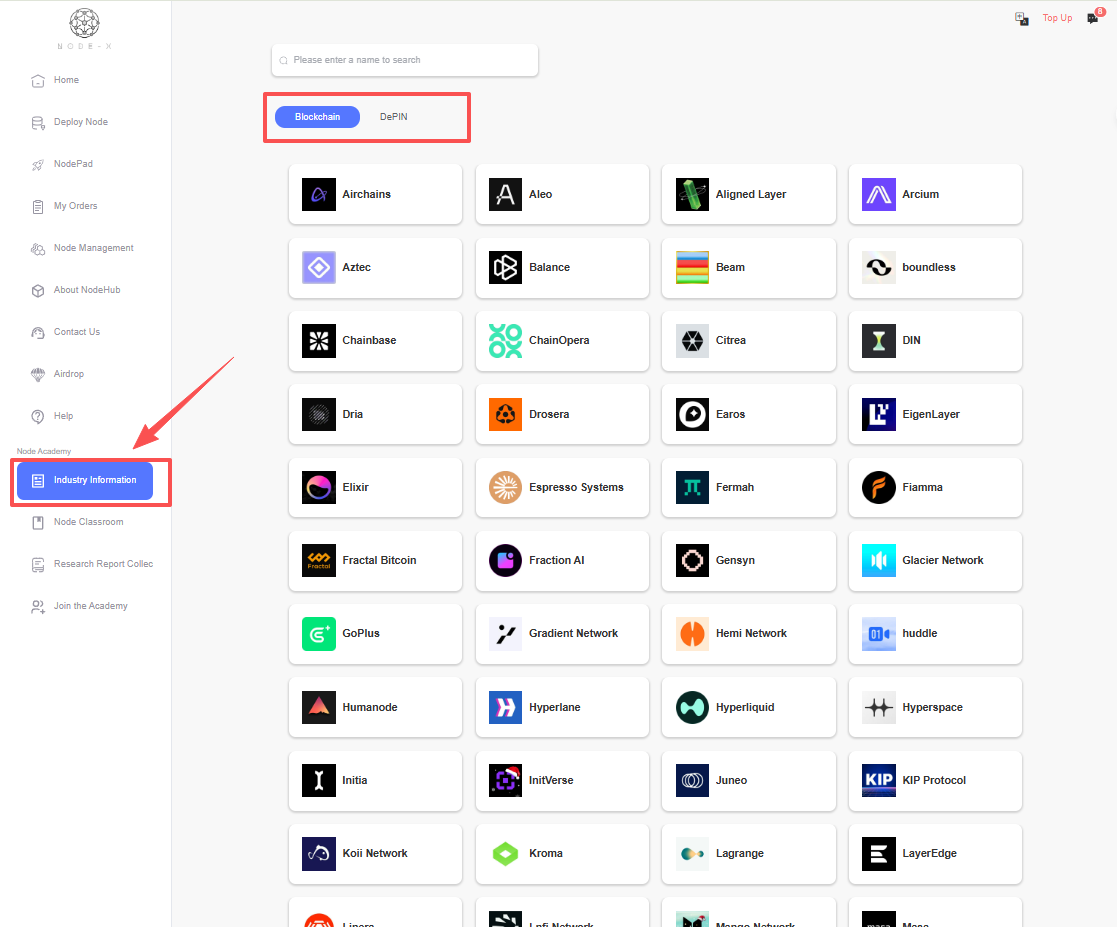 NODE-X
Top Up
8
Home
Deploy Node
NodePad
My Orders
Node Management
About NodeHub
Contact Us
Airdrop
Help
Node Academy
Industry Information
Node Classroom
Research Report Collec
Join the Academy
Please enter a name to search
Blockchain DePIN
Airchains Aleo Aligned Layer Arcium
Aztec Balance Beam boundless
Chainbase ChainOpera Citrea DIN
Dria Drosera Earos EigenLayer
Elixir Espresso Systems Fermah Fiamma
Fractal Fractal Bitcoin Fraction AI Gensyn Glacier Network
GoPlus Gradient Network Hemi Network 01 huddle
Humanode Hyperlane Hyperliquid Hyperspace
Initia InitVerse Juneo KIP KIP Protocol
Koii Network Kroma Lagrange LayerEdge
Linera Network Mango Network masa Masa